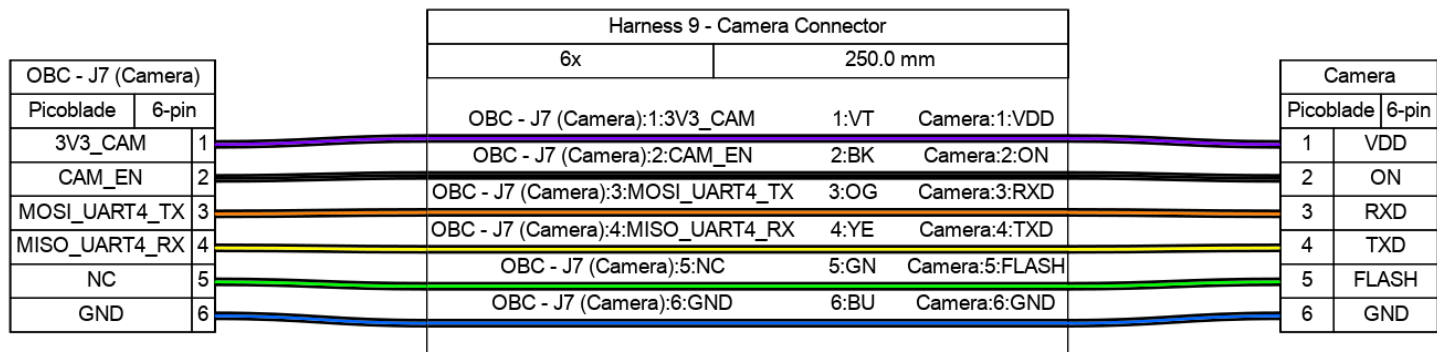 Harness 9 - Camera Connector
6x 250.0 mm
OBC - J7 (Camera)
Picoblade 6-pin
3V3_CAM 1
CAM_EN 2
MOSI_UART4_TX 3
MISO_UART4_RX 4
NC 5
GND 6
OBC - J7 (Camera):1:3V3_CAM 1:VT Camera:1:VDD
OBC - J7 (Camera):2:CAM_EN 2:BK Camera:2:ON
OBC - J7 (Camera):3:MOSI_UART4_TX 3:OG Camera:3:RXD
OBC - J7 (Camera):4:MISO_UART4_RX 4:YE Camera:4:TXD
OBC - J7 (Camera):5:NC 5:GN Camera:5:FLASH
OBC - J7 (Camera):6:GND 6:BU Camera:6:GND
Camera
Picoblade 6-pin
1 VDD
2 ON
3 RXD
4 TXD
5 FLASH
6 GND